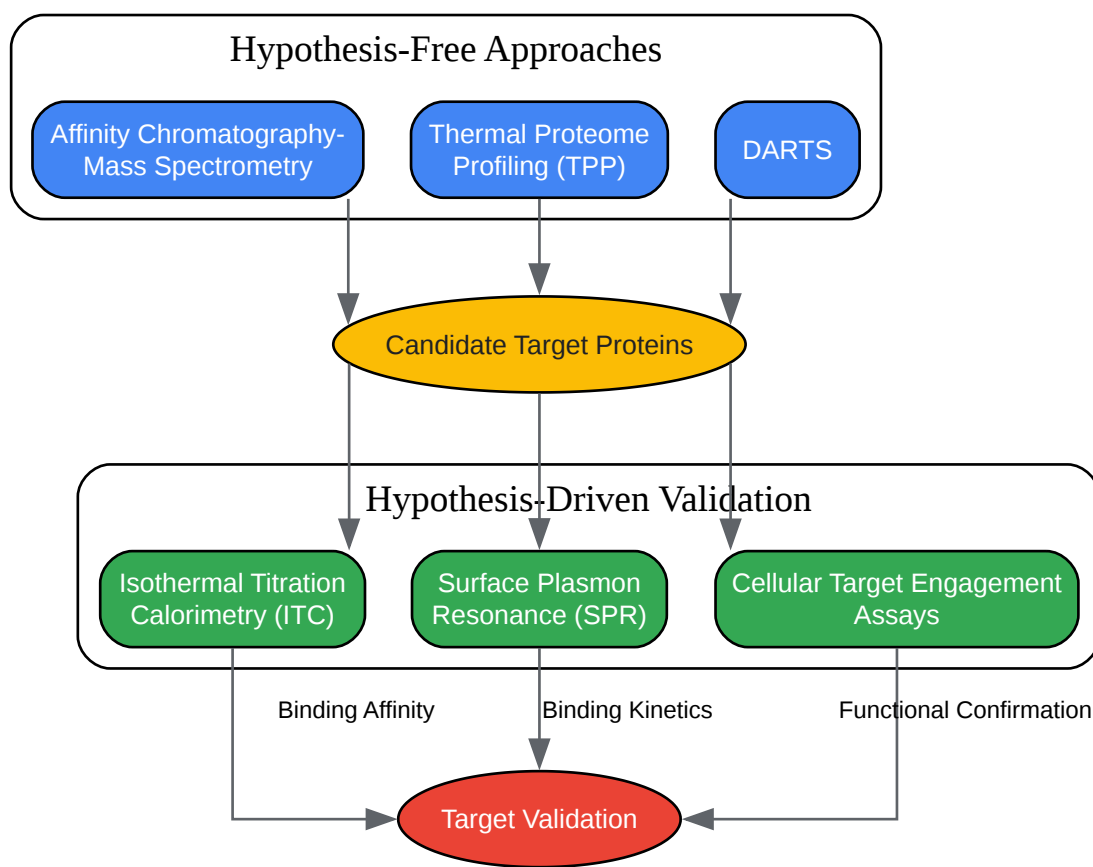 Hypothesis-Free Approaches
Affinity Chromatography-
Mass Spectrometry
Thermal Proteome
Profiling (TPP)
DARTS
Candidate Target Proteins
Hypothesis-Driven Validation
Isothermal Titration
Calorimetry (ITC)
Surface Plasmon
Resonance (SPR)
Cellular Target Engagement
Assays
Binding Affinity
Binding Kinetics
Functional Confirmation
Target Validation